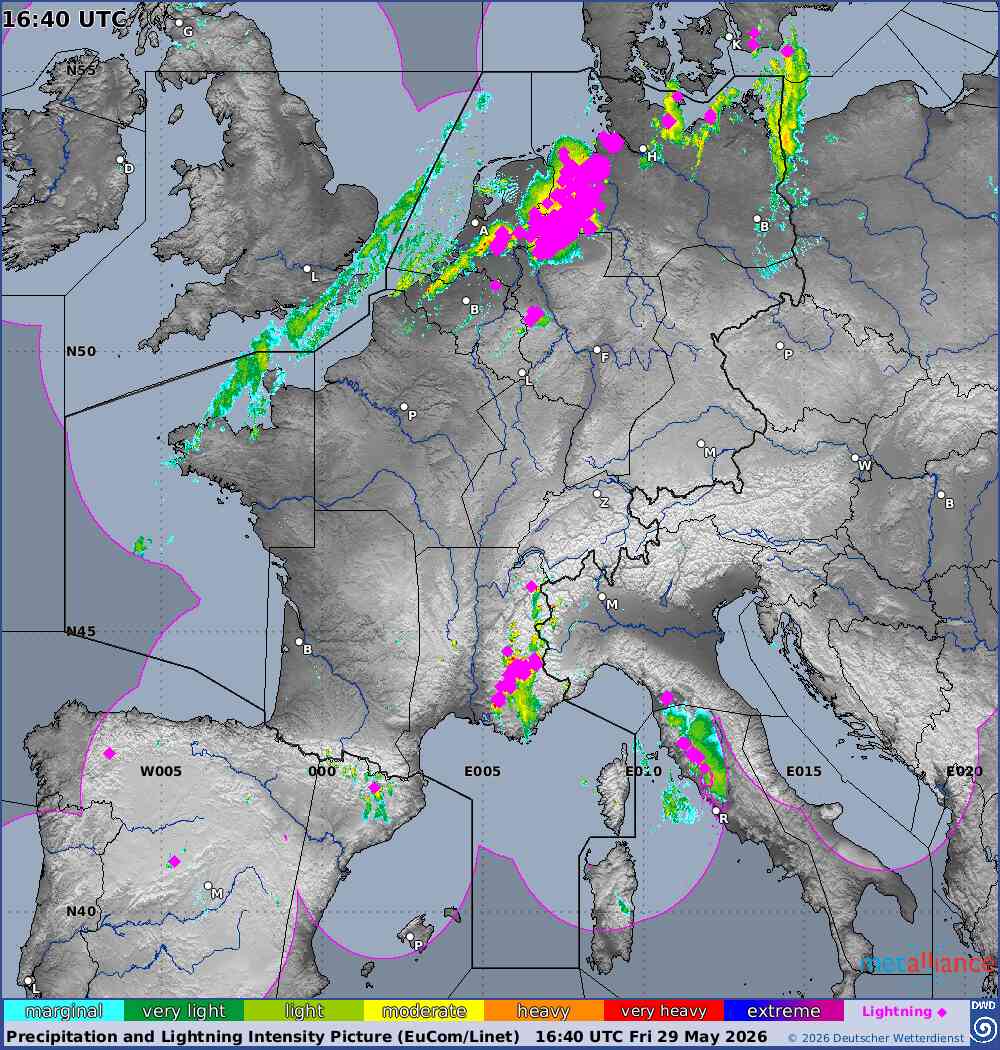 16:40 UTC
G
K
N55
H
D
A
B
L
B
N50
F
P
L
P
M
W
Z
B
M
N45
B
W005
000
E005
E010
E015
E020
R
M
N40
P
metalliance
L
marginal very light light moderate heavy very heavy extreme Lightning DWD
Precipitation and Lightning Intensity Picture (EuCom/Linet) 16:40 UTC Fri 29 May 2026 © 2026 Deutscher Wetterdienst